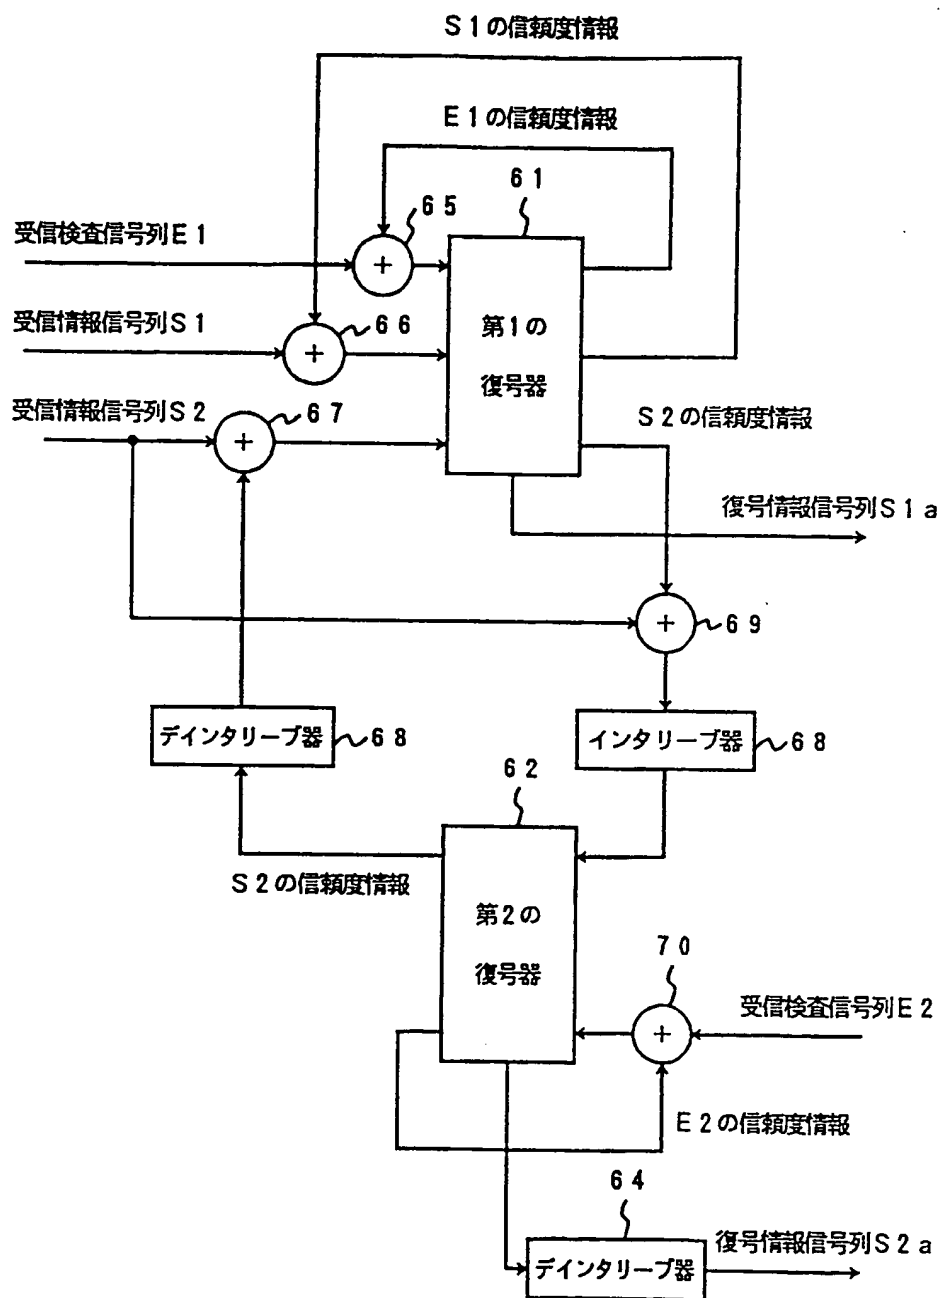 S1の信頼度情報
E1の信頼度情報
61
65
受信検査信号列E1
+
受信情報信号列S1
66
+
第1の
復号器
受信情報信号列S2
67
+
S2の信頼度情報
復号情報信号列S1a
+
69
デインタリーブ器
68
インタリーブ器
68
62
S2の信頼度情報
第2の
復号器
70
受信検査信号列E2
+
E2の信頼度情報
64
デインタリーブ器
復号情報信号列S2a